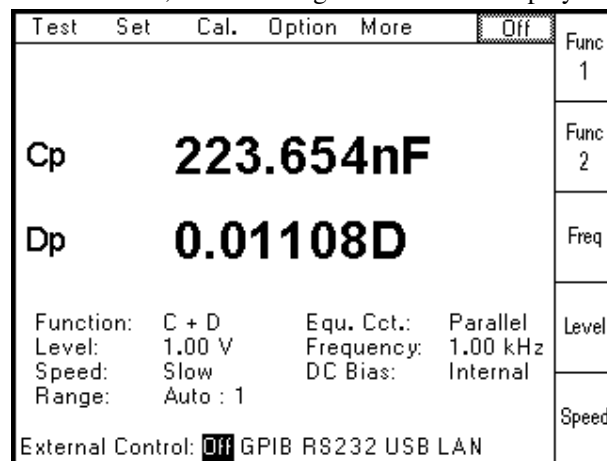 Test Set Cal. Option More Off
Func
1
Cp 223.654nF
Func
2
Dp 0.01108D
Freq
Function: C + D Equ. Cct.: Parallel
Level: 1.00 V Frequency: 1.00 kHz
Speed: Slow DC Bias: Internal
Range: Auto : 1
Level
Speed
External Control: Off GPIB RS232 USB LAN